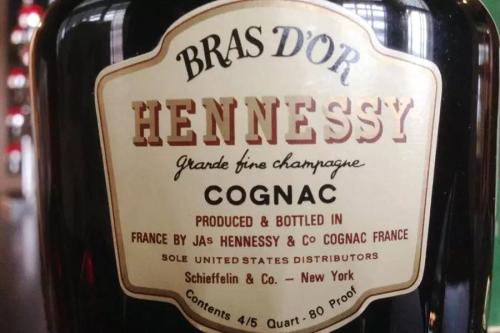 BRAS D'OR
HENNESSY
Grande fine champagne
COGNAC
PRODUCED & BOTTLED IN
FRANCE BY JAS HENNESSY & CO COGNAC FRANCE
SOLE UNITED STATES DISTRIBUTORS
Schieffelin & Co. – New York
Contents 4/5 Quart - 80 Proof